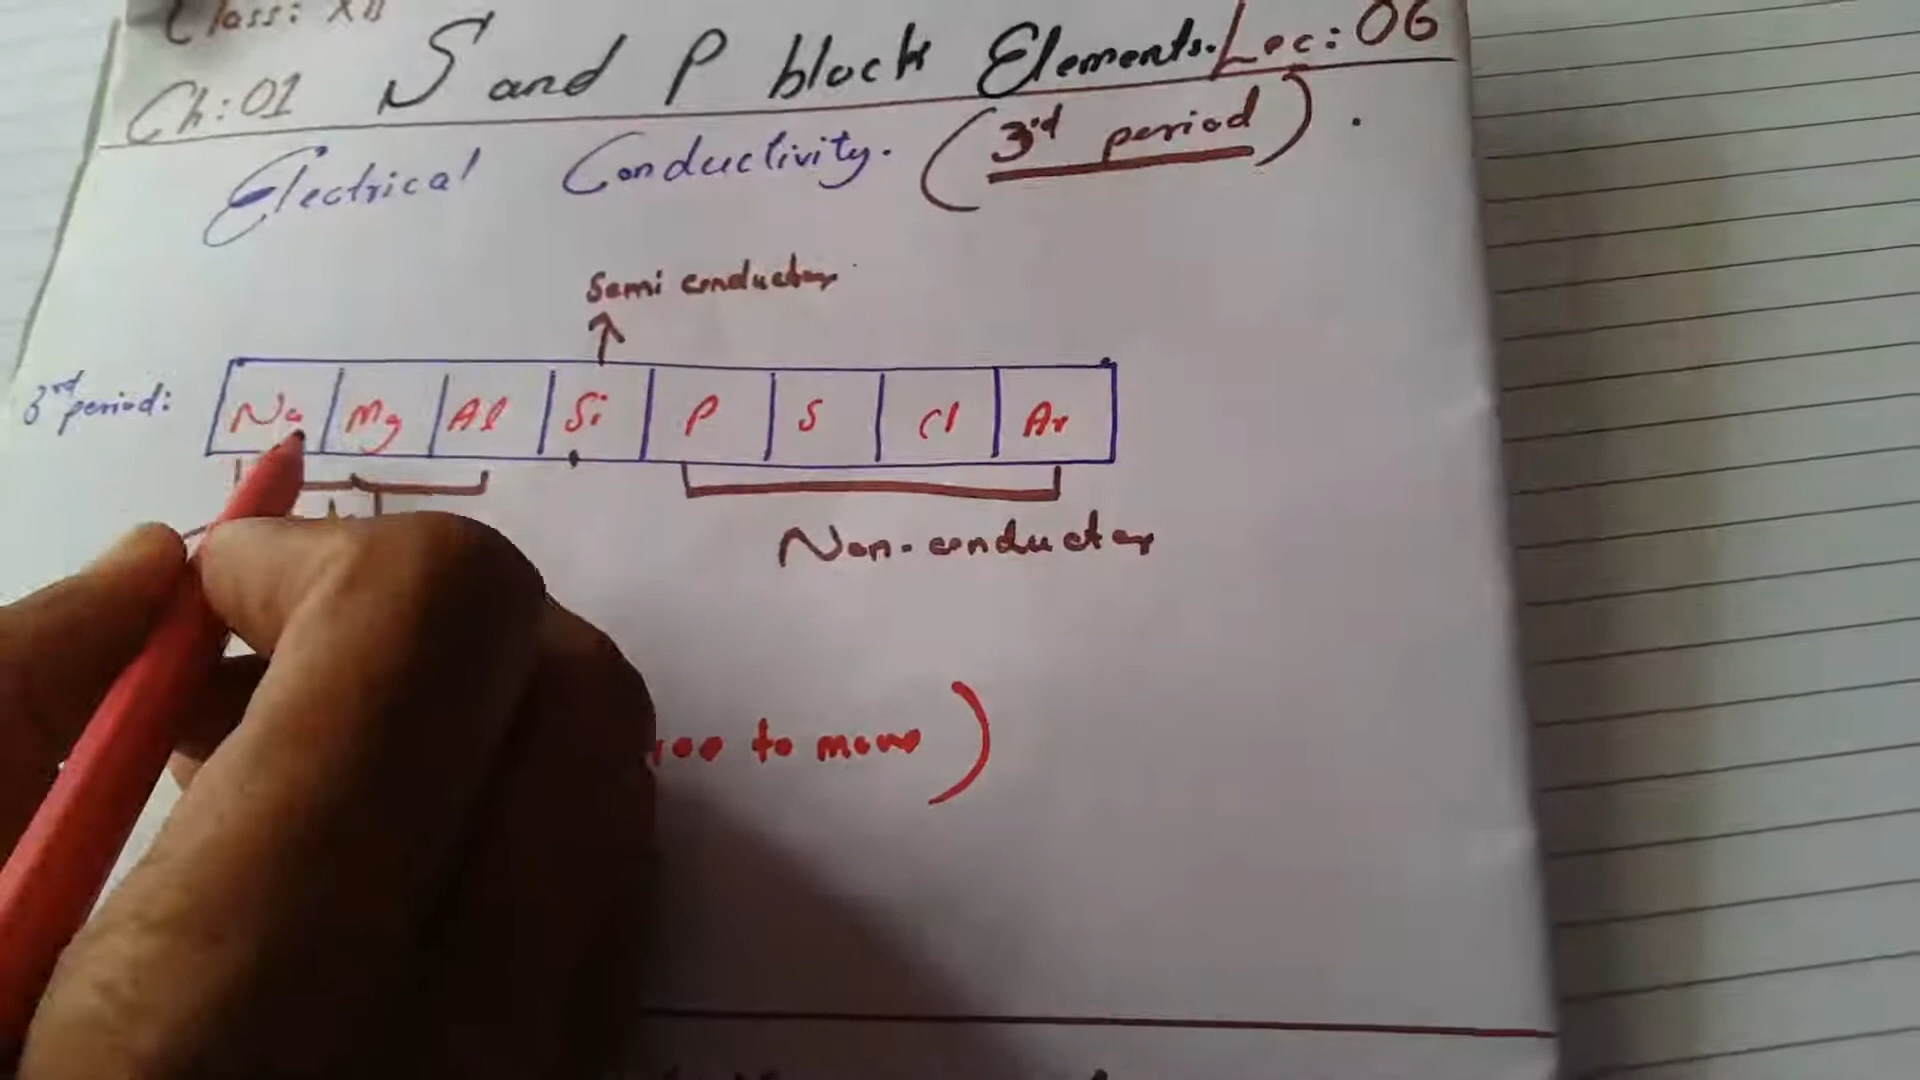 Class: XII
Ch:01 S and P block Elements. Lec: 06
Electrical Conductivity. (3rd period).
Semi conductor
3rd period: Na Mg Al Si P S Cl Ar
Non-conductor
to move)